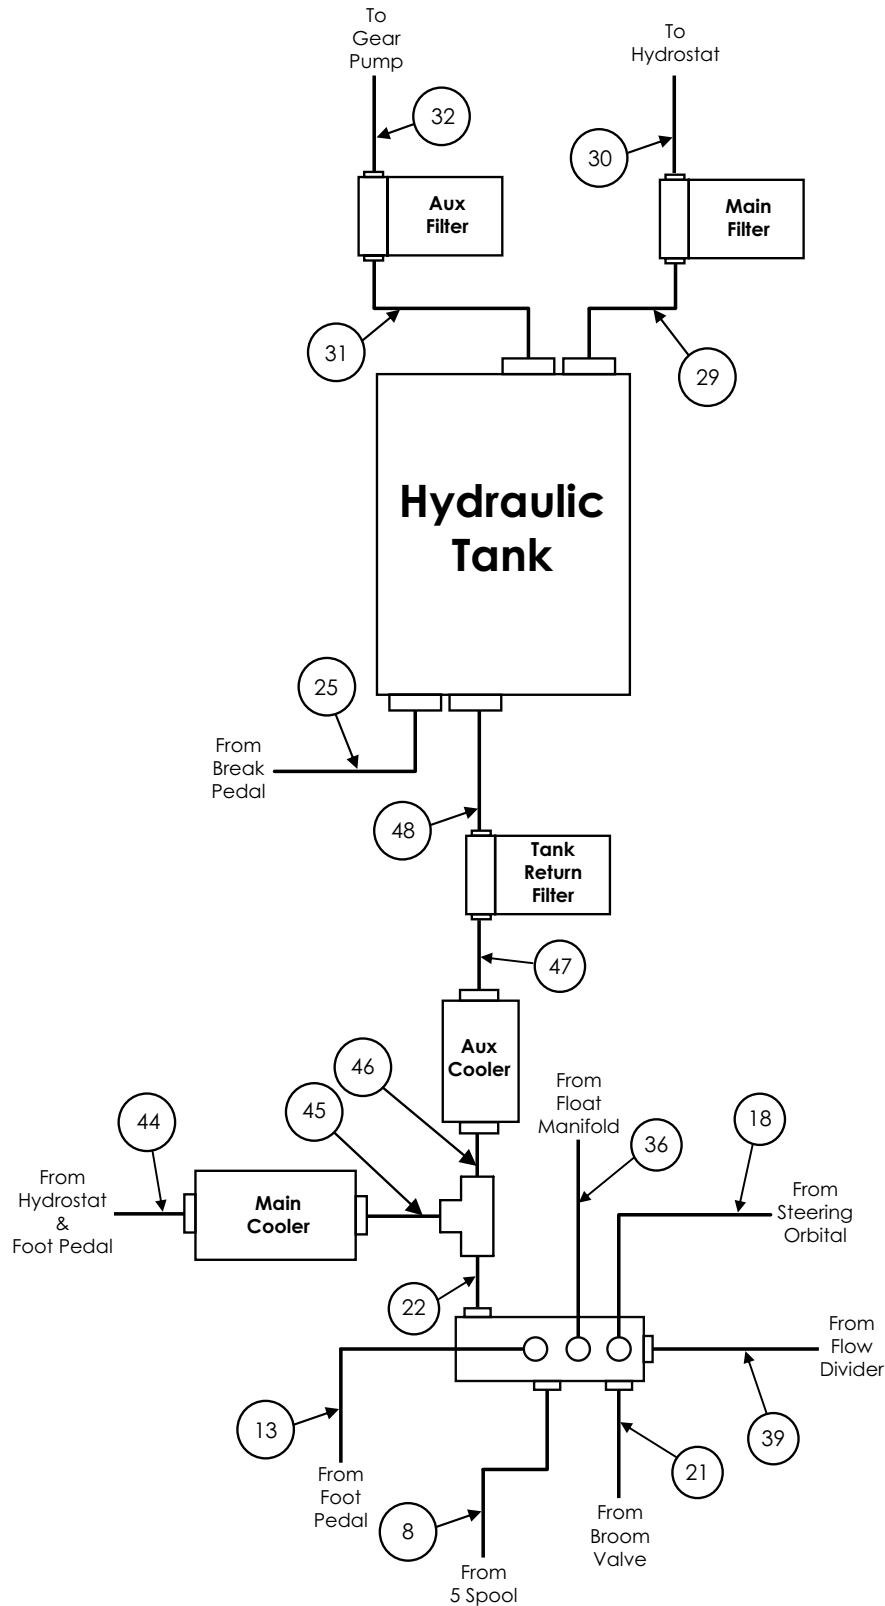 To
Gear
Pump
To
Hydrostat
32
30
Aux
Filter
Main
Filter
31
29
Hydraulic
Tank
25
From
Break
Pedal
48
Tank
Return
Filter
47
Aux
Cooler
46
45
44
From
Float
Manifold
36
18
From
Hydrostat
&
Foot Pedal
Main
Cooler
From
Steering
Orbital
22
From
Flow
Divider
13
39
21
From
Foot
Pedal
8
From
Broom
Valve
From
5 Spool